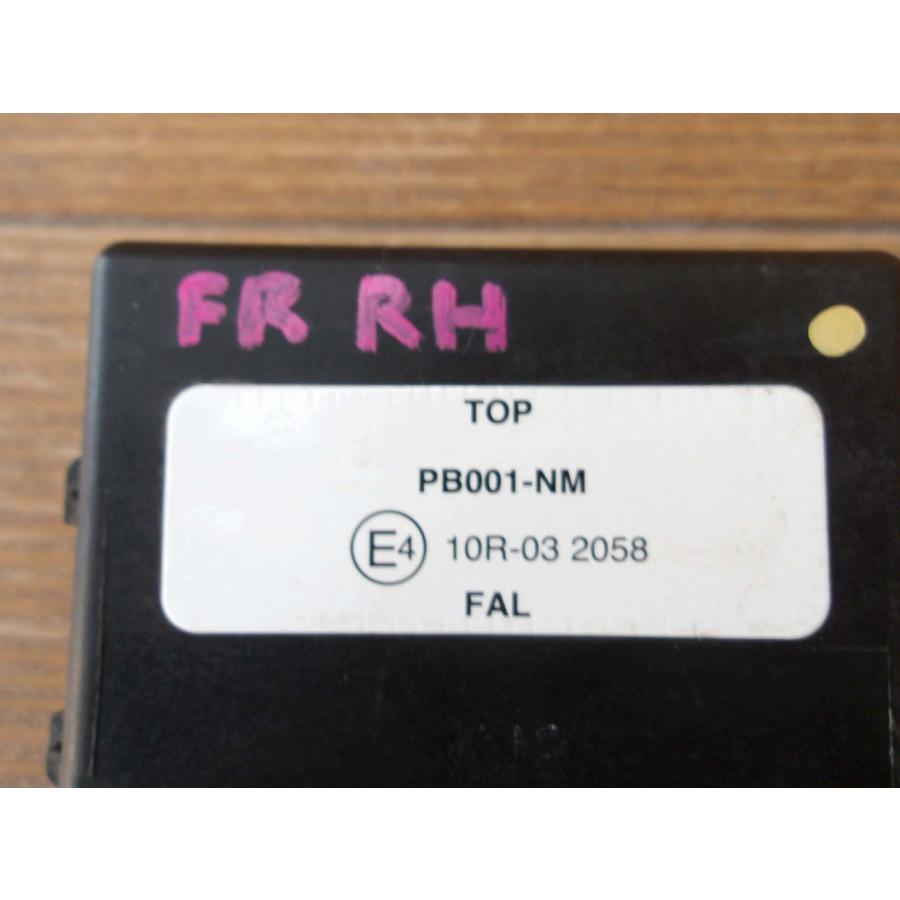 FR RH
TOP
PB001-NM
E4 10R-03 2058
FAL